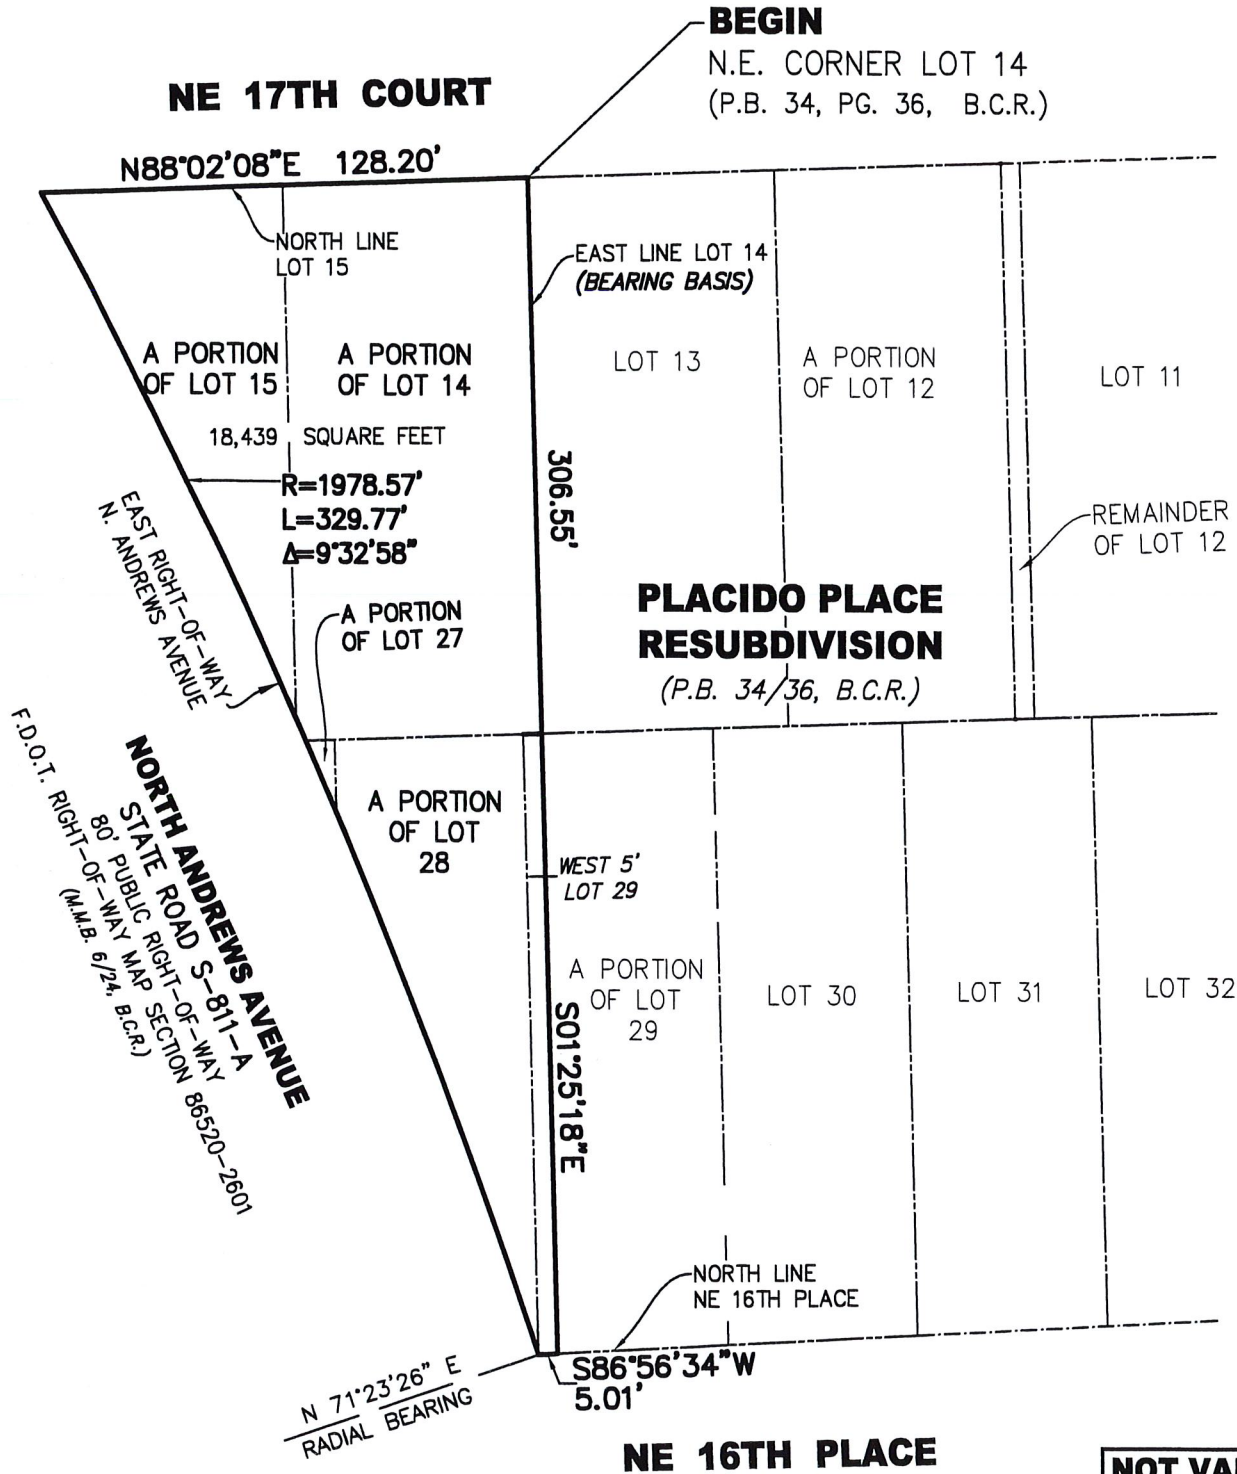 BEGIN
N.E. CORNER LOT 14
(P.B. 34, PG. 36, B.C.R.)
NE 17TH COURT
N88°02'08"E 128.20'
NORTH LINE
LOT 15
EAST LINE LOT 14
(BEARING BASIS)
A PORTION
OF LOT 15
A PORTION
OF LOT 14
LOT 13
A PORTION
OF LOT 12
LOT 11
18,439 SQUARE FEET
R=1978.57'
L=329.77'
Δ=9°32'58"
306.55'
REMAINDER
OF LOT 12
EAST RIGHT-OF-WAY
N. ANDREWS AVENUE
A PORTION
OF LOT 27
PLACIDO PLACE
RESUBDIVISION
(P.B. 34/36, B.C.R.)
NORTH ANDREWS AVENUE
STATE ROAD S-811-A
80' PUBLIC RIGHT-OF-WAY
F.D.O.T. RIGHT-OF-WAY MAP SECTION 86520-2601
(M.M.B. 6/24, B.C.R.)
A PORTION
OF LOT
28
WEST 5'
LOT 29
A PORTION
OF LOT
29
S01°25'18"E
LOT 30
LOT 31
LOT 32
NORTH LINE
NE 16TH PLACE
S86°56'34"W
5.01'
N 71°23'26" E
RADIAL BEARING
NE 16TH PLACE
NOT VAL